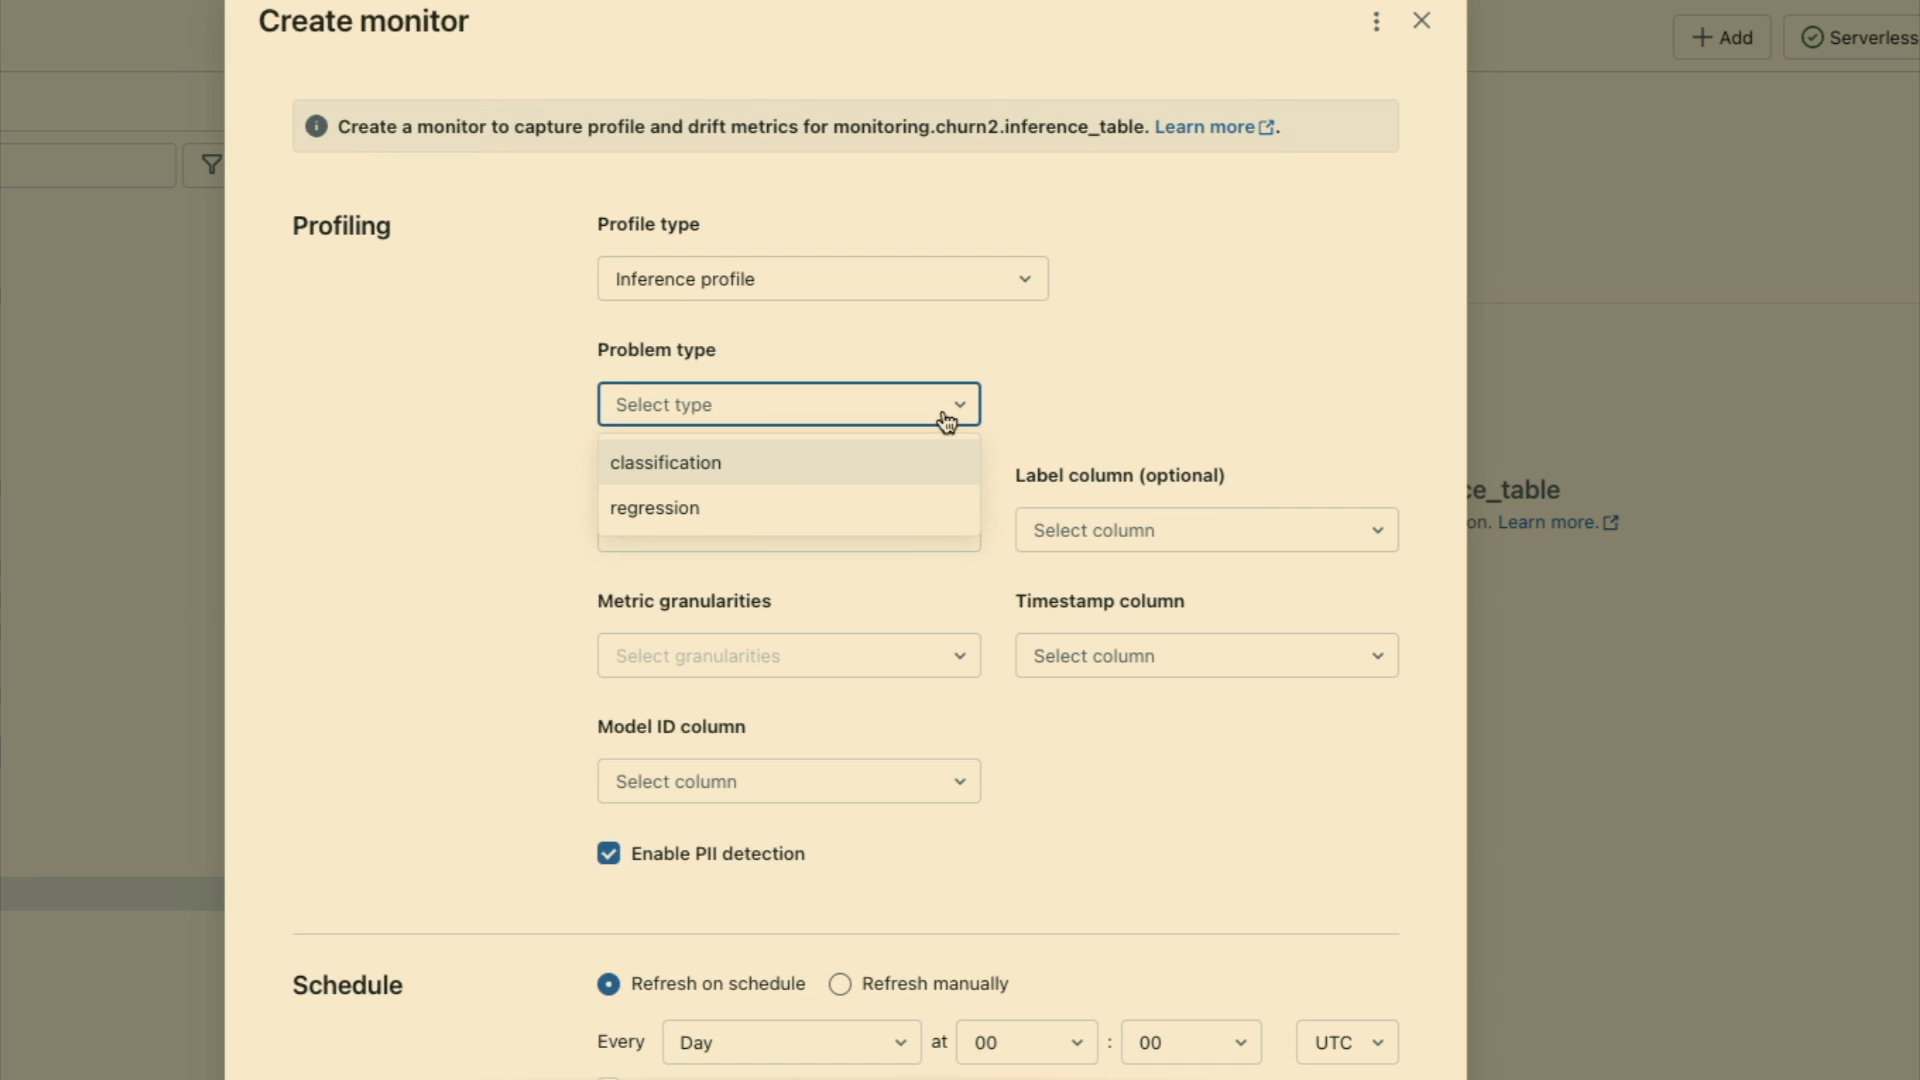 Create monitor
+ Add
Serverless
Create a monitor to capture profile and drift metrics for monitoring.churn2.inference_table. Learn more.
Profiling
Profile type
Inference profile
Problem type
Select type
classification
regression
Label column (optional)
Select column
ce_table
on. Learn more.
Metric granularities
Timestamp column
Select granularities
Select column
Model ID column
Select column
Enable PII detection
Schedule
Refresh on schedule
Refresh manually
Every
Day
at
00
:
00
UTC